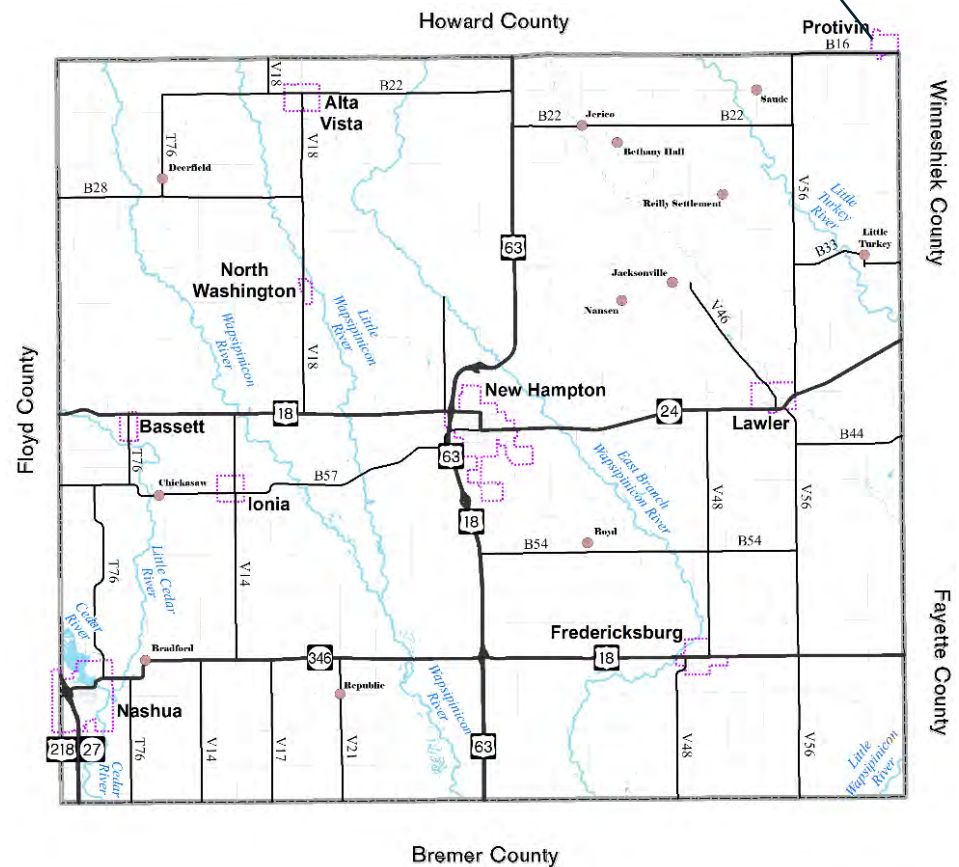 Howard County
Protivin
B16
V18
B22
Alta
Vista
Saude
Jerico
B22
B22
Bethany Hall
T76
V18
Deerfield
B28
V56
Reilly Settlement
Little
Turkey
River
Little
Turkey
B33
63
North
Washington
Jacksonville
Nansen
V46
Wapsipinicon
River
Little
Wapsipinicon
River
V18
Winneshiek County
Floyd County
New Hampton
18
24
Lawler
Bassett
T76
63
B44
B57
Chickasaw
Ionia
East Branch
Wapsipinicon River
V48
V56
18
Boyd
B54
B54
T76
Little Cedar
River
V14
Cedar
River
Fredericksburg
Bradford
346
18
Republic
Wapsipinicon
River
Nashua
Fayette County
218
27
Cedar
River
T76
V14
V17
V21
63
V48
V56
Little
Wapsipinicon
River
Bremer County